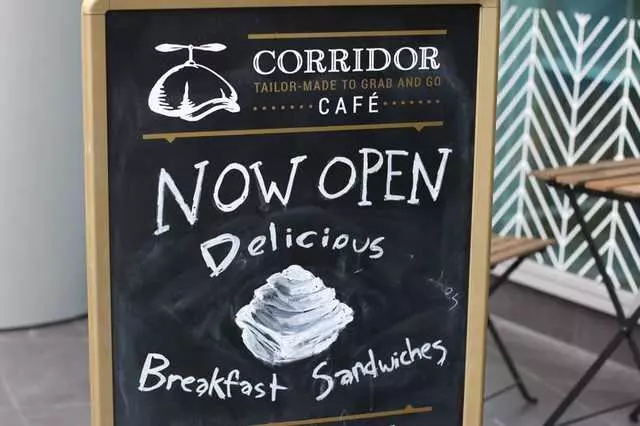 CORRIDOR
TAILOR-MADE TO GRAB AND GO
CAFÉ
NOW OPEN
Delicious
Breakfast Sandwiches